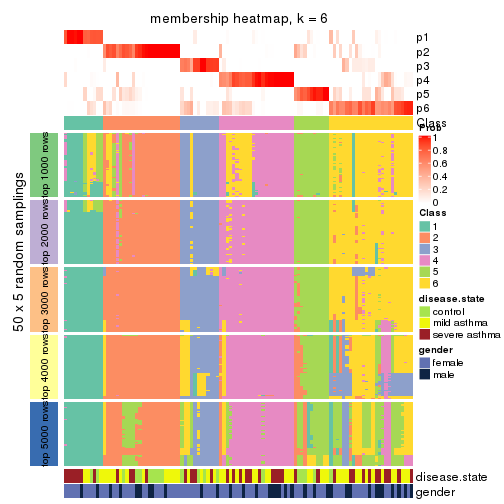 membership heatmap, k = 6
p1
p2
p3
p4
p5
p6
Class
Prob
1
0.8
0.6
0.4
0.2
0
Class
1
2
3
4
5
6
disease.state
control
mild asthma
severe asthma
gender
female
male
50 x 5 random samplings
top 1000 rows
top 2000 rows
top 3000 rows
top 4000 rows
top 5000 rows
disease.state
gender